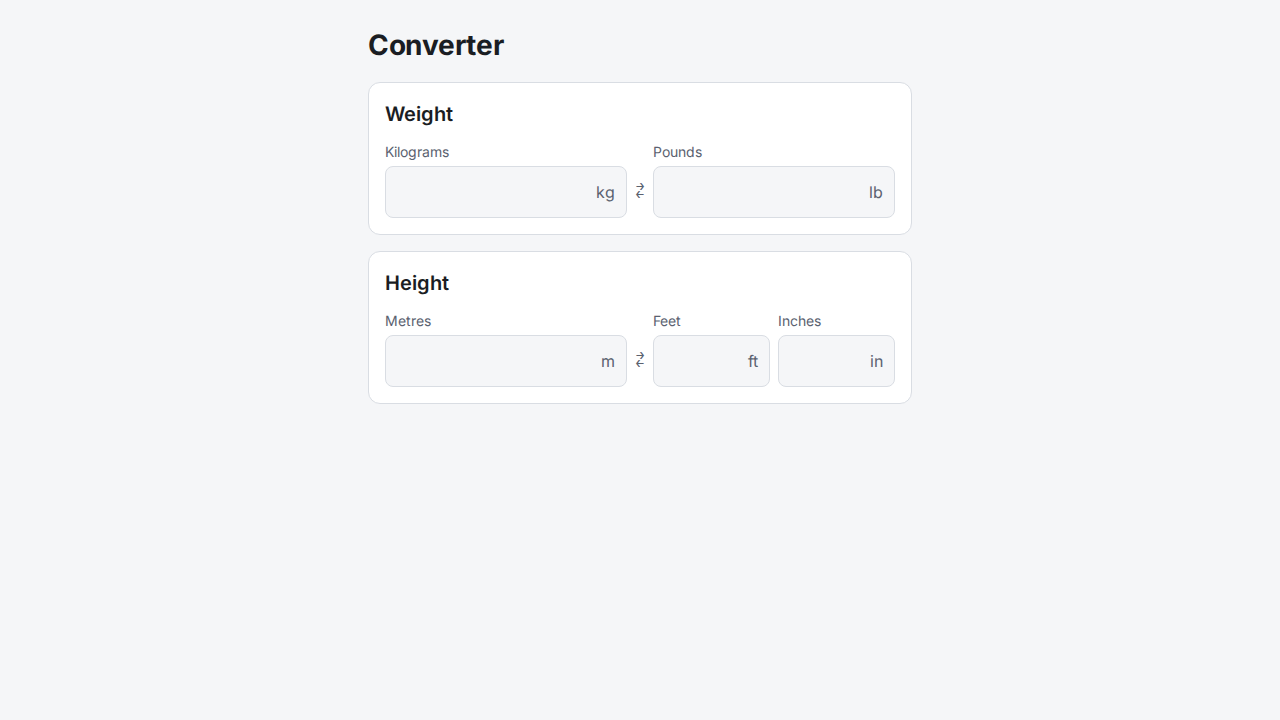 Converter
Weight
Kilograms Pounds
kg ⇄ lb
Height
Metres Feet Inches
m ⇄ ft in